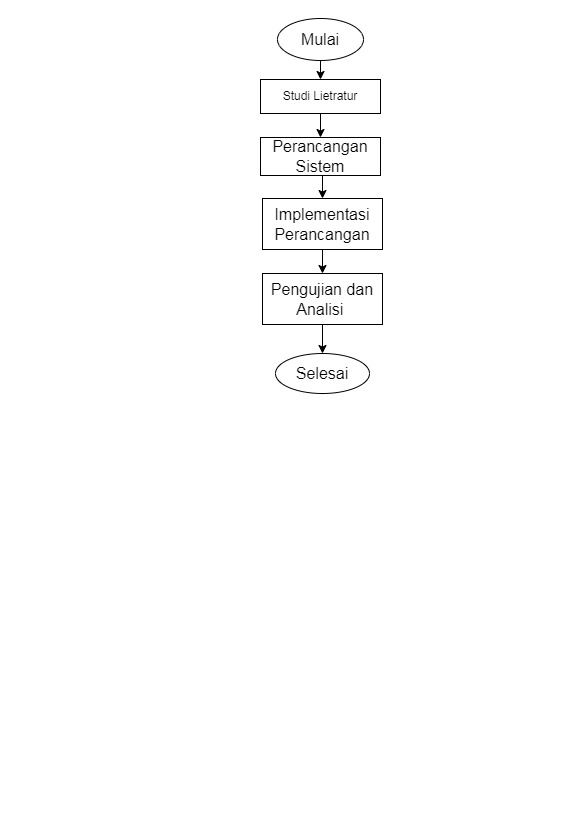 Mulai
Studi Lietratur
Perancangan
Sistem
Implementasi
Perancangan
Pengujian dan
Analisi
Selesai